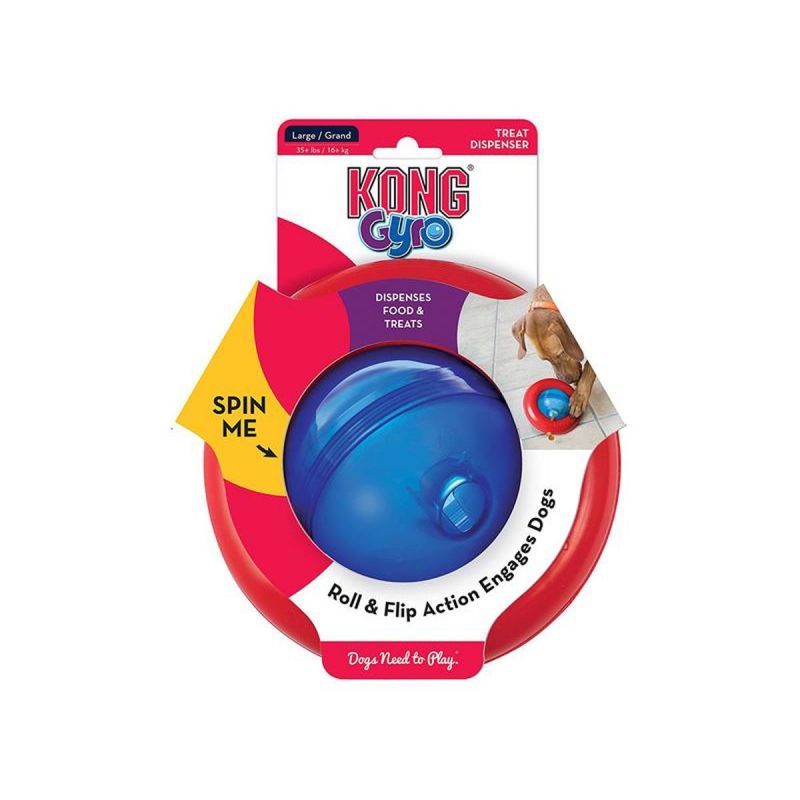 Large / Grand
35+ lbs / 16+ kg
TREAT
DISPENSER
KONG®
Gyro
DISPENSES
FOOD &
TREATS
SPIN
ME
Roll & Flip Action Engages Dogs
Dogs Need to Play.